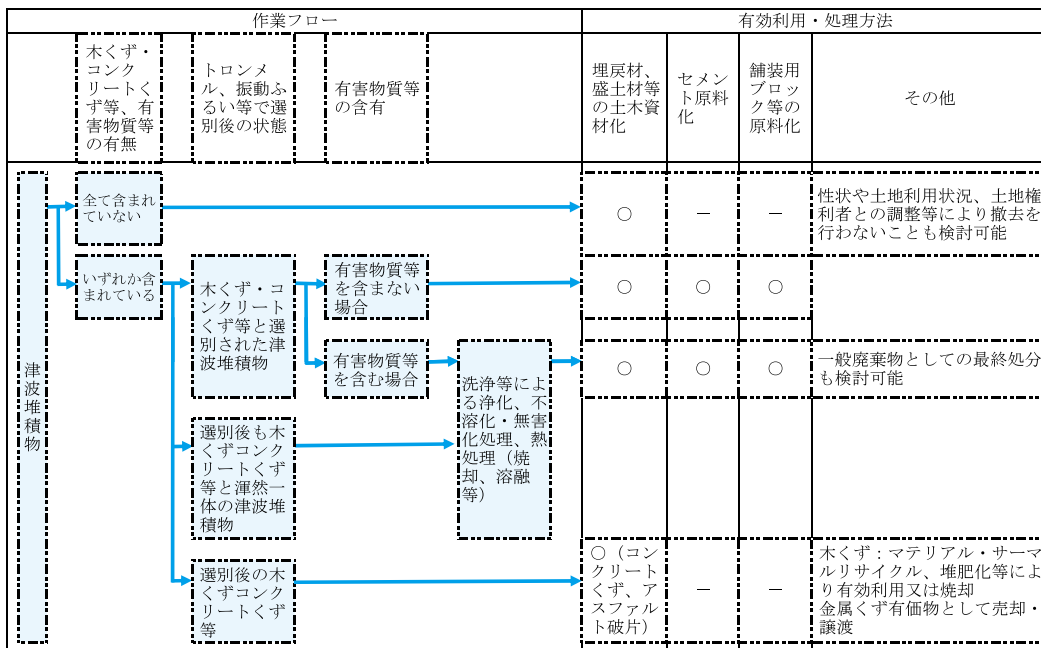 作業フロー
有効利用・処理方法
木くず・
コンク
リートく
ず等、有
害物質等
の有無
トロンメ
ル、振動ふ
るい等で選
別後の状態
有害物質等
の含有
埋戻材、
盛土材等
の土木資
材化
セメン
ト原料
化
舗装用
ブロッ
ク等の
原料化
その他
津波堆積物
全て含まれ
ていない
○
－
－
性状や土地利用状況、土地権
利者との調整等により撤去を
行わないことも検討可能
いずれか含
まれている
木くず・コ
ンクリート
くず等と選
別された津
波堆積物
有害物質等
を含まない
場合
○
○
○
有害物質等
を含む場合
洗浄等によ
る浄化、不
溶化・無害
化処理、熱
処理（焼
却、溶融
等）
○
○
○
一般廃棄物としての最終処分
も検討可能
選別後も木
くずコンク
リートくず
等と渾然一
体の津波堆
積物
選別後の木
くずコンク
リートくず
等
○（コン
クリート
くず、ア
スファル
ト破片）
－
－
木くず：マテリアル・サーマ
ルリサイクル、堆肥化等によ
り有効利用又は焼却
金属くず有価物として売却・
譲渡